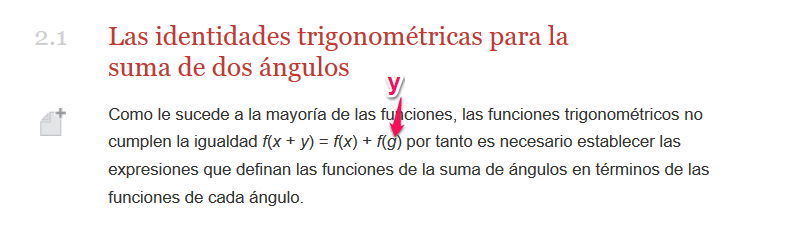 2.1 Las identidades trigonométricas para la
suma de dos ángulos
y
Como le sucede a la mayoría de las funciones, las funciones trigonométricos no
cumplen la igualdad f(x + y) = f(x) + f(g) por tanto es necesario establecer las
expresiones que definan las funciones de la suma de ángulos en términos de las
funciones de cada ángulo.